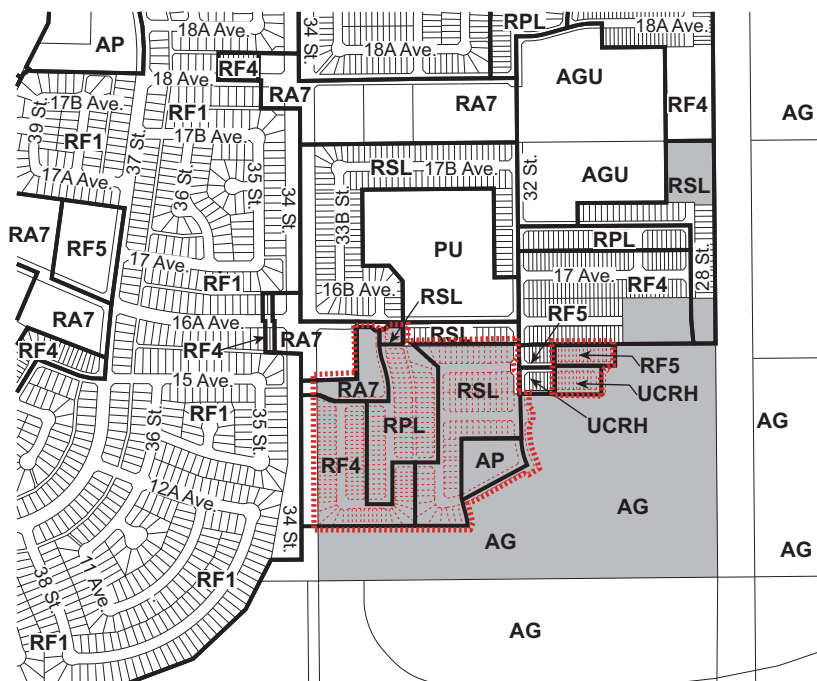 18A Ave.
34 St.
RPL
18A Ave.
AP
18A Ave.
18 Ave.
RF4
AGU
17B Ave.
RF1
RA7
RA7
RF4
AG
39 St.
RF1
37 St.
17B Ave.
17A Ave.
36 St.
35 St.
34 St.
RSL
17B Ave.
33B St.
32 St.
AGU
RSL
RA7
RF5
PU
RPL
28 St.
17 Ave.
RF1
16B Ave.
RSL
17 Ave.
RF4
RA7
16A Ave.
RF4
RA7
RSL
RF5
RF4
RF5
15 Ave.
RA7
RSL
UCRH
RF1
RPL
UCRH
36 St.
35 St.
AG
RF4
AP
12A Ave.
AG
34 St.
AG
11 Ave.
AG
38 St.
RF1
AG
RF1